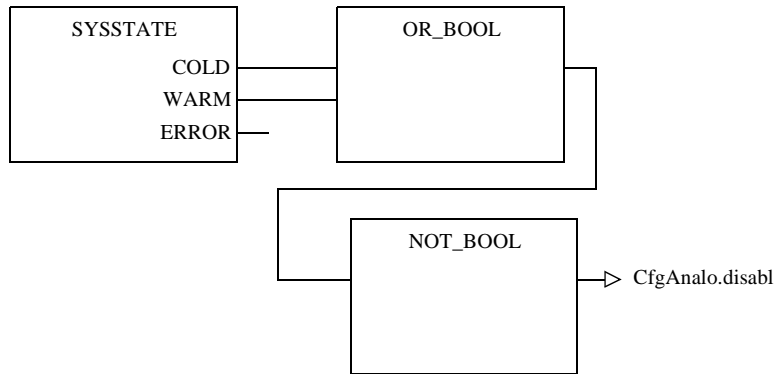 SYSSTATE
COLD
WARM
ERROR
OR_BOOL
NOT_BOOL
CfgAnalo.disabl